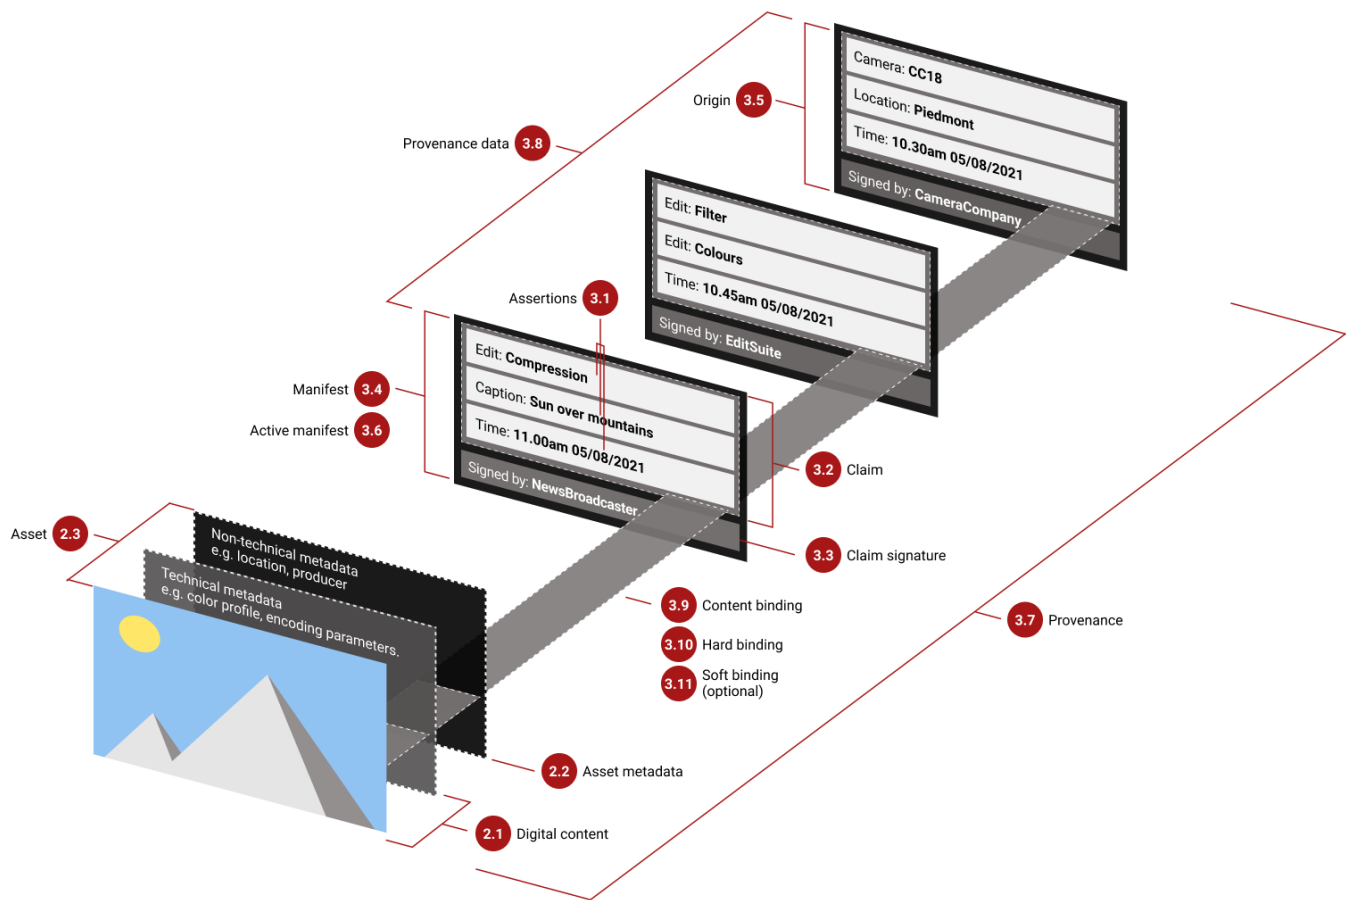 Camera: CC18
Location: Piedmont
Time: 10.30am 05/08/2021
Signed by: CameraCompany
Origin 3.5
Provenance data 3.8
Edit: Filter
Edit: Colours
Time: 10.45am 05/08/2021
Signed by: EditSuite
Assertions 3.1
Edit: Compression
Caption: Sun over mountains
Time: 11.00am 05/08/2021
Signed by: NewsBroadcaster
Manifest 3.4
Active manifest 3.6
3.2 Claim
3.3 Claim signature
Asset 2.3
Non-technical metadata
e.g. location, producer
Technical metadata
e.g. color profile, encoding parameters.
3.9 Content binding
3.10 Hard binding
3.11 Soft binding
(optional)
3.7 Provenance
2.2 Asset metadata
2.1 Digital content